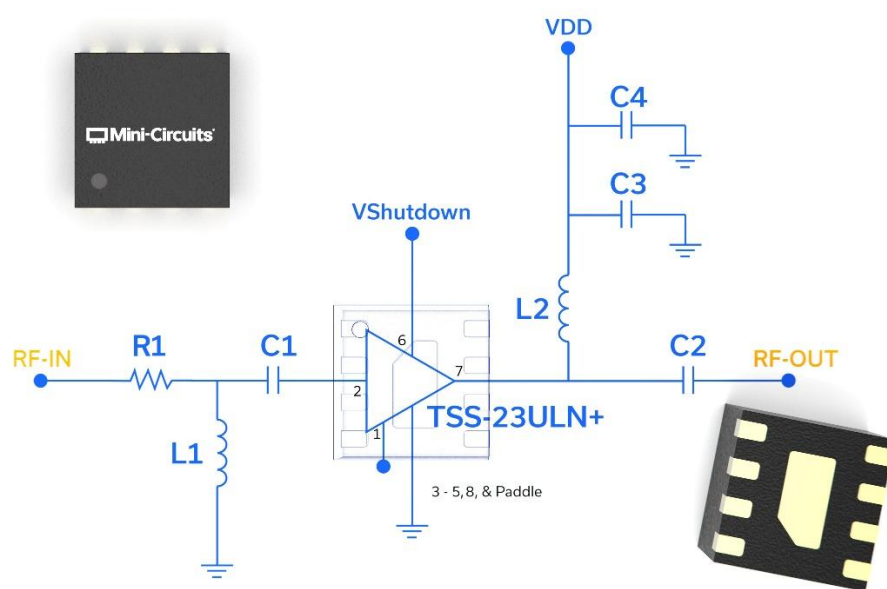 Mini-Circuits
VDD
C4
C3
VShutdown
L2
RF-IN
R1
C1
6
7
C2
RF-OUT
2
TSS-23ULN+
1
L1
3 - 5, 8, & Paddle